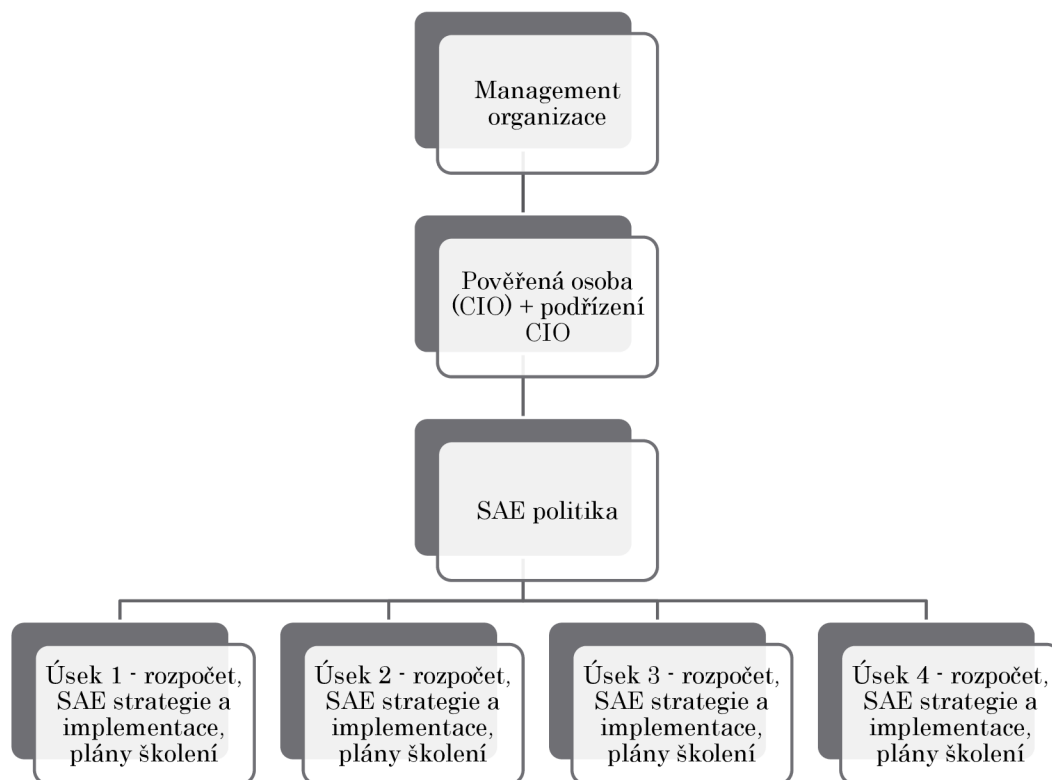 Management
organizace
Pověřená osoba
(CIO) + podřízení
CIO
SAE politika
Úsek 1 - rozpočet,
SAE strategie a
implementace,
plány školení
Úsek 2 - rozpočet,
SAE strategie a
implementace,
plány školení
Úsek 3 - rozpočet,
SAE strategie a
implementace,
plány školení
Úsek 4 - rozpočet,
SAE strategie a
implementace,
plány školení